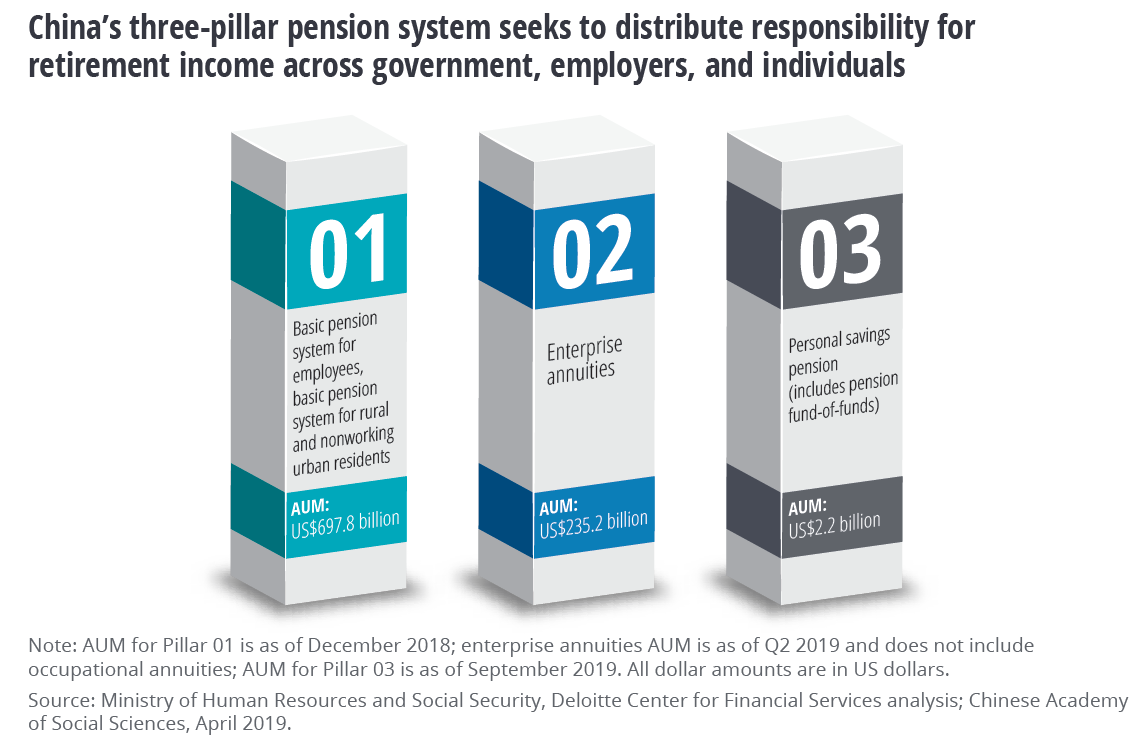 China’s three-pillar pension system seeks to distribute responsibility for
retirement income across government, employers, and individuals
01
Basic pension
system for
employees,
basic pension
system for rural
and nonworking
urban residents
AUM:
US$697.8 billion
02
Enterprise
annuities
AUM:
US$235.2 billion
03
Personal savings
pension
(includes pension
fund-of-funds)
AUM:
US$2.2 billion
Note: AUM for Pillar 01 is as of December 2018; enterprise annuities AUM is as of Q2 2019 and does not include
occupational annuities; AUM for Pillar 03 is as of September 2019. All dollar amounts are in US dollars.
Source: Ministry of Human Resources and Social Security, Deloitte Center for Financial Services analysis; Chinese Academy
of Social Sciences, April 2019.